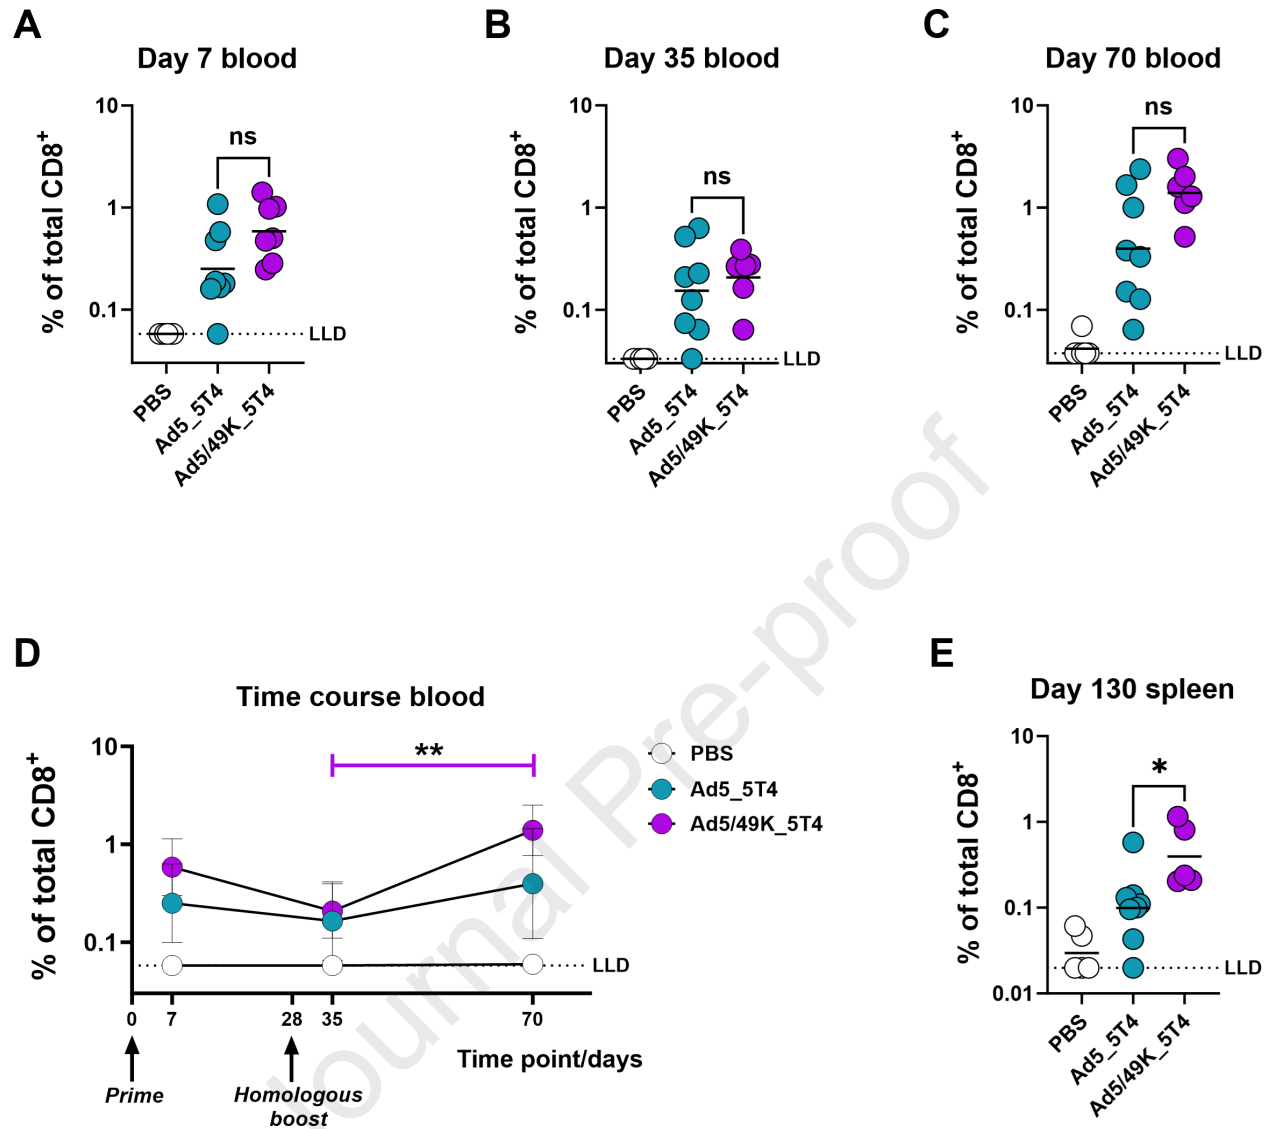 A
Day 7 blood
% of total CD8+
10
1
0.1
ns
LLD
PBS
Ad5_5T4
Ad5/49K_5T4
B
Day 35 blood
% of total CD8+
10
1
0.1
ns
LLD
PBS
Ad5_5T4
Ad5/49K_5T4
C
Day 70 blood
% of total CD8+
10
1
0.1
ns
LLD
PBS
Ad5_5T4
Ad5/49K_5T4
D
Time course blood
% of total CD8+
10
1
0.1
**
LLD
PBS
Ad5_5T4
Ad5/49K_5T4
0 7 28 35 70
Time point/days
Prime
Homologous
boost
E
Day 130 spleen
% of total CD8+
10
1
0.1
0.01
*
LLD
PBS
Ad5_5T4
Ad5/49K_5T4
Journal Pre-proof